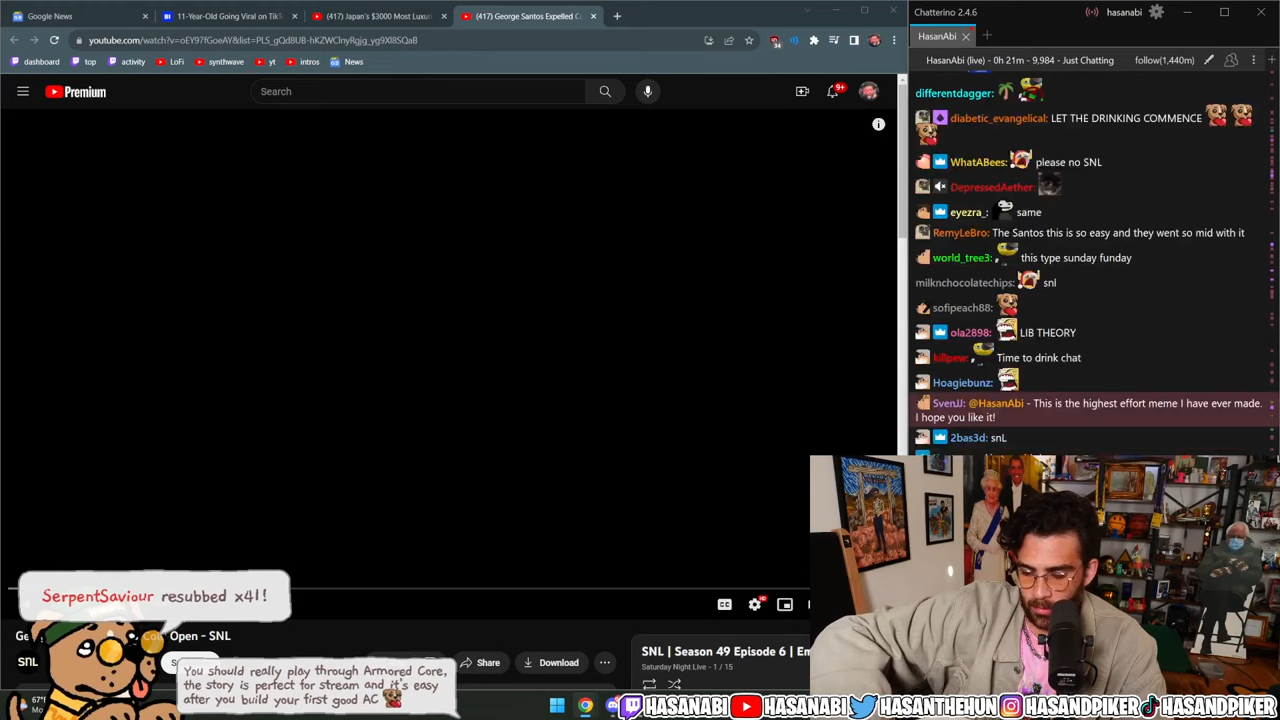 Google News
11-Year-Old Going Viral on TikT
(417) Japan's $3000 Most Luxur
(417) George Santos Expelled C
youtube.com/watch?v=oEY97fGoeAY&list=PLS_gQd8UB-hKZWClnyRgjq_yg9Xl8SQaB
34
dashboard
top
activity
LoFi
synthwave
yt
intros
News
Premium
Search
9+
Chatterino 2.4.6
hasanabi
HasanAbi
HasanAbi (live) - 0h 21m - 9,984 - Just Chatting
follow(1,440m)
differentdagger:
diabetic_evangelical: LET THE DRINKING COMMENCE
WhatABees: please no SNL
DepressedAether:
eyezra_: same
RemyLeBro: The Santos this is so easy and they went so mid with it
world_tree3: this type sunday funday
milknchocolatechips: snl
sofipeach88:
ola2898: LIB THEORY
killpew: Time to drink chat
Hoagiebunz:
SvenJJ: @HasanAbi - This is the highest effort meme I have ever made.
I hope you like it!
2bas3d: snL
HD
SerpentSaviour resubbed x41!
Open - SNL
SNL
Share
Download
SNL | Season 49 Episode 6 | Em
Saturday Night Live - 1 / 15
You should really play through Armored Core,
the story is perfect for stream and it's easy
after you build your first good AC
67°
HASANABI
HASANABI
HASANTHEHUN
HASANDPIKER
HASANDPIKER